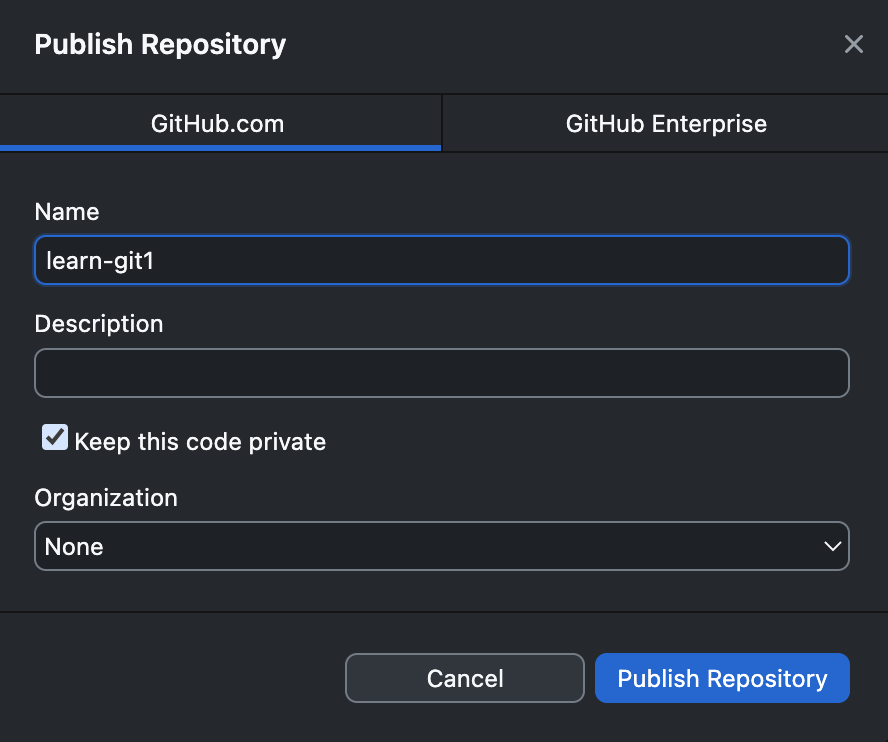 Publish Repository
GitHub.com
GitHub Enterprise
Name
learn-git1
Description
Keep this code private
Organization
None
Cancel
Publish Repository